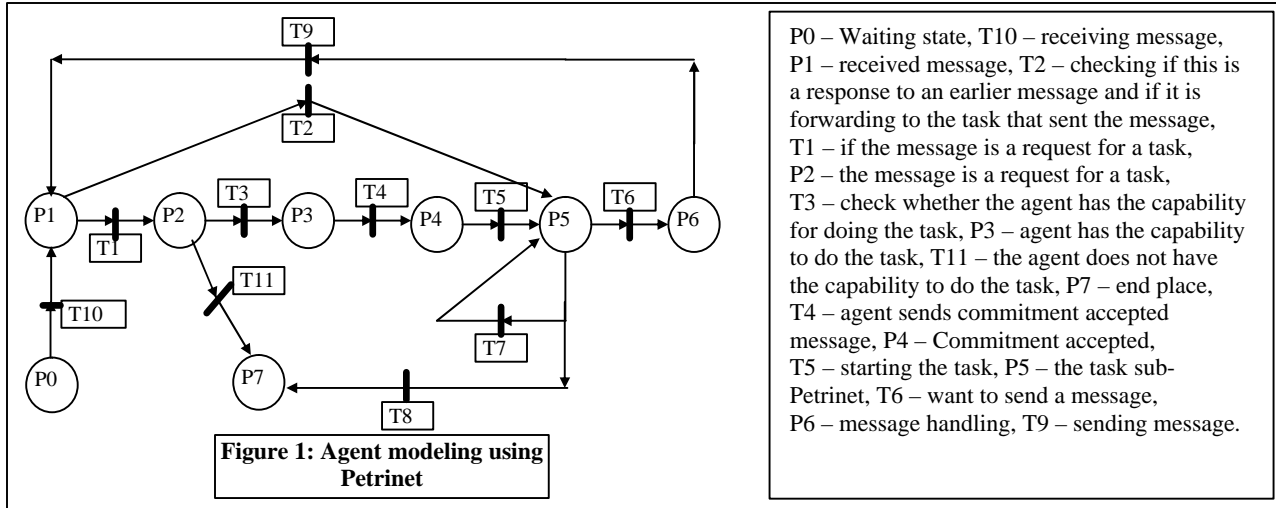 T9
T2
P1
T1
P2
T3
P3
T4
P4
T5
P5
T6
P6
T10
T11
T7
P0
P7
T8
Figure 1: Agent modeling using
Petrinet
P0 – Waiting state, T10 – receiving message,
P1 – received message, T2 – checking if this is
a response to an earlier message and if it is
forwarding to the task that sent the message,
T1 – if the message is a request for a task,
P2 – the message is a request for a task,
T3 – check whether the agent has the capability
for doing the task, P3 – agent has the capability
to do the task, T11 – the agent does not have
the capability to do the task, P7 – end place,
T4 – agent sends commitment accepted
message, P4 – Commitment accepted,
T5 – starting the task, P5 – the task sub-
Petrinet, T6 – want to send a message,
P6 – message handling, T9 – sending message.